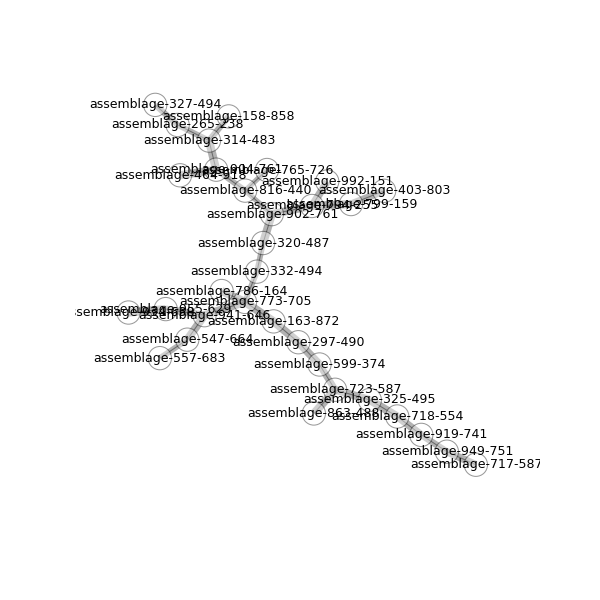 assemblage-327-494
assemblage-158-858
assemblage-265-238
assemblage-314-483
assemblage-765-726
assemblage-464-918
assemblage-992-151
assemblage-816-440
assemblage-403-803
assemblage-799-159
assemblage-902-761
assemblage-320-487
assemblage-332-494
assemblage-786-164
assemblage-773-705
assemblage-941-646
assemblage-163-872
assemblage-547-664
assemblage-297-490
assemblage-557-683
assemblage-599-374
assemblage-723-587
assemblage-325-495
assemblage-863-488
assemblage-718-554
assemblage-919-741
assemblage-949-751
assemblage-717-587